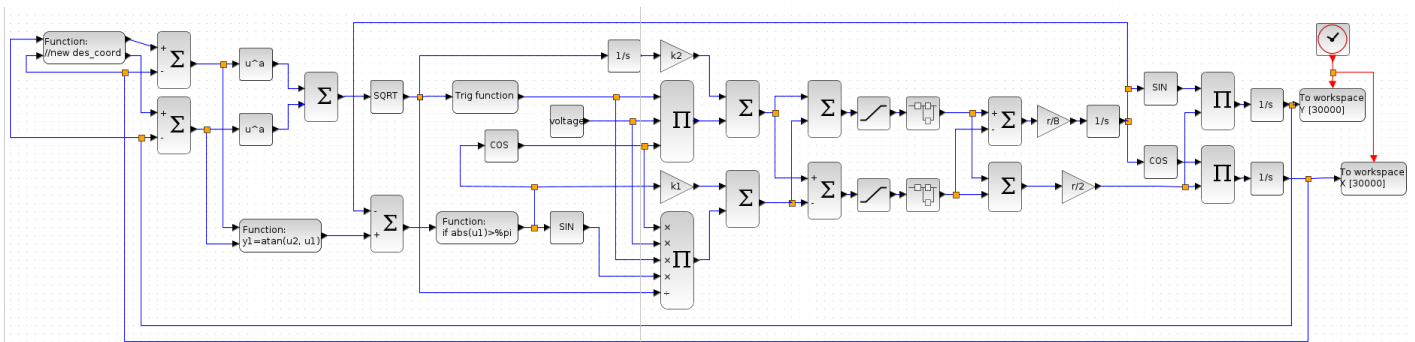 Function:
//new des_coord
+
-
Σ
+
-
Σ
u^a
u^a
Σ
SQRT
Trig function
1/s
k2
voltage
COS
Π
k1
Function:
y1=atan(u2, u1)
-
+
Σ
Function:
if abs(u1)>%pi
SIN
×
×
×
×
÷
Π
Σ
Σ
Σ
+
-
Σ
+
-
Σ
Σ
r/B
1/s
r/2
SIN
COS
Π
Π
1/s
1/s
To workspace
Y [30000]
To workspace
X [30000]